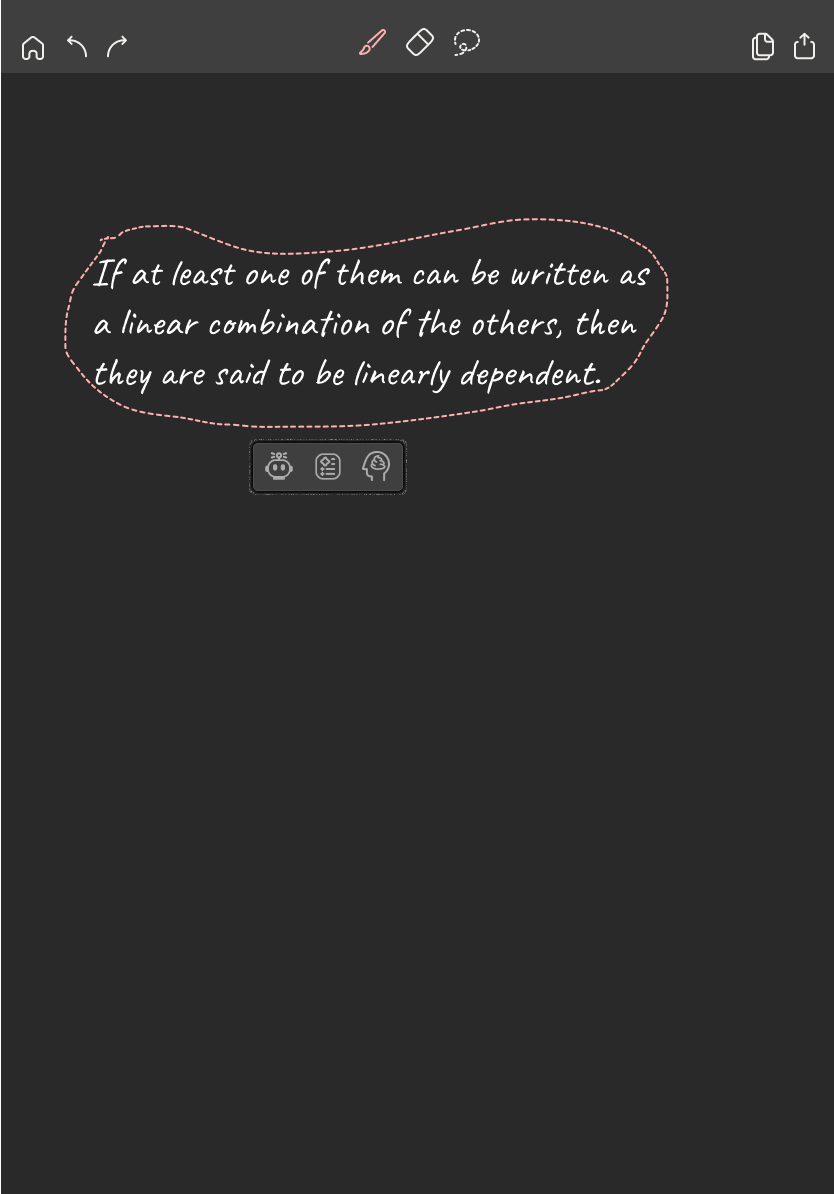 If at least one of them can be written as
a linear combination of the others, then
they are said to be linearly dependent.